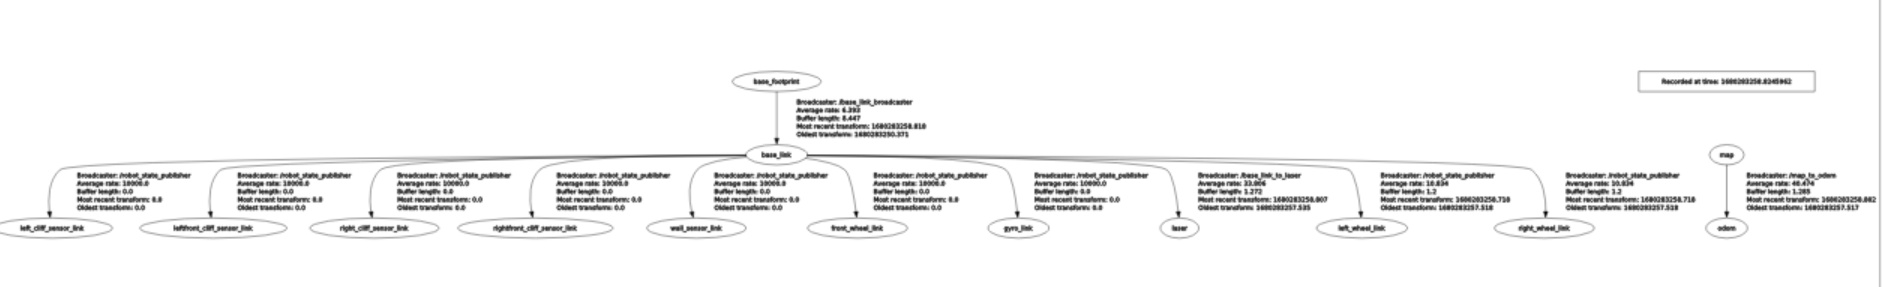 base_footprint
Recorded at time: 1680283258.8245962
Broadcaster: /base_link_broadcaster
Average rate: 6.393
Buffer length: 8.447
Most recent transform: 1680283258.818
Oldest transform: 1680283250.371
base_link
map
Broadcaster: /robot_state_publisher
Average rate: 10000.0
Buffer length: 0.0
Most recent transform: 0.0
Oldest transform: 0.0
Broadcaster: /robot_state_publisher
Average rate: 10000.0
Buffer length: 0.0
Most recent transform: 0.0
Oldest transform: 0.0
Broadcaster: /robot_state_publisher
Average rate: 10000.0
Buffer length: 0.0
Most recent transform: 0.0
Oldest transform: 0.0
Broadcaster: /robot_state_publisher
Average rate: 10000.0
Buffer length: 0.0
Most recent transform: 0.0
Oldest transform: 0.0
Broadcaster: /robot_state_publisher
Average rate: 10000.0
Buffer length: 0.0
Most recent transform: 0.0
Oldest transform: 0.0
Broadcaster: /robot_state_publisher
Average rate: 10000.0
Buffer length: 0.0
Most recent transform: 0.0
Oldest transform: 0.0
Broadcaster: /robot_state_publisher
Average rate: 10000.0
Buffer length: 0.0
Most recent transform: 0.0
Oldest transform: 0.0
Broadcaster: /base_link_to_laser
Average rate: 33.006
Buffer length: 1.272
Most recent transform: 1680283258.807
Oldest transform: 1680283257.535
Broadcaster: /robot_state_publisher
Average rate: 10.834
Buffer length: 1.2
Most recent transform: 1680283258.718
Oldest transform: 1680283257.518
Broadcaster: /robot_state_publisher
Average rate: 10.834
Buffer length: 1.2
Most recent transform: 1680283258.718
Oldest transform: 1680283257.518
Broadcaster: /map_to_odom
Average rate: 40.474
Buffer length: 1.285
Most recent transform: 1680283258.802
Oldest transform: 1680283257.517
left_cliff_sensor_link
leftfront_cliff_sensor_link
right_cliff_sensor_link
rightfront_cliff_sensor_link
wall_sensor_link
front_wheel_link
gyro_link
laser
left_wheel_link
right_wheel_link
odom